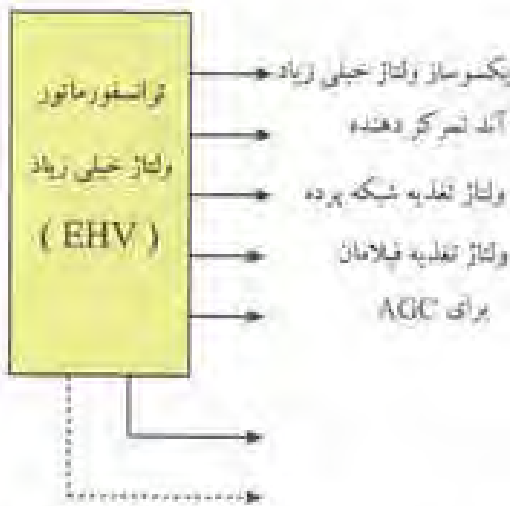 ترانسفورماتور
ولتاژ خیلی زیاد
( EHV )
یکسوساز ولتاژ خیلی زیاد
آند تمرکز دهنده
ولتاژ تغذیه شبکه پرده
ولتاژ تغذیه فیلامان
برای AGC